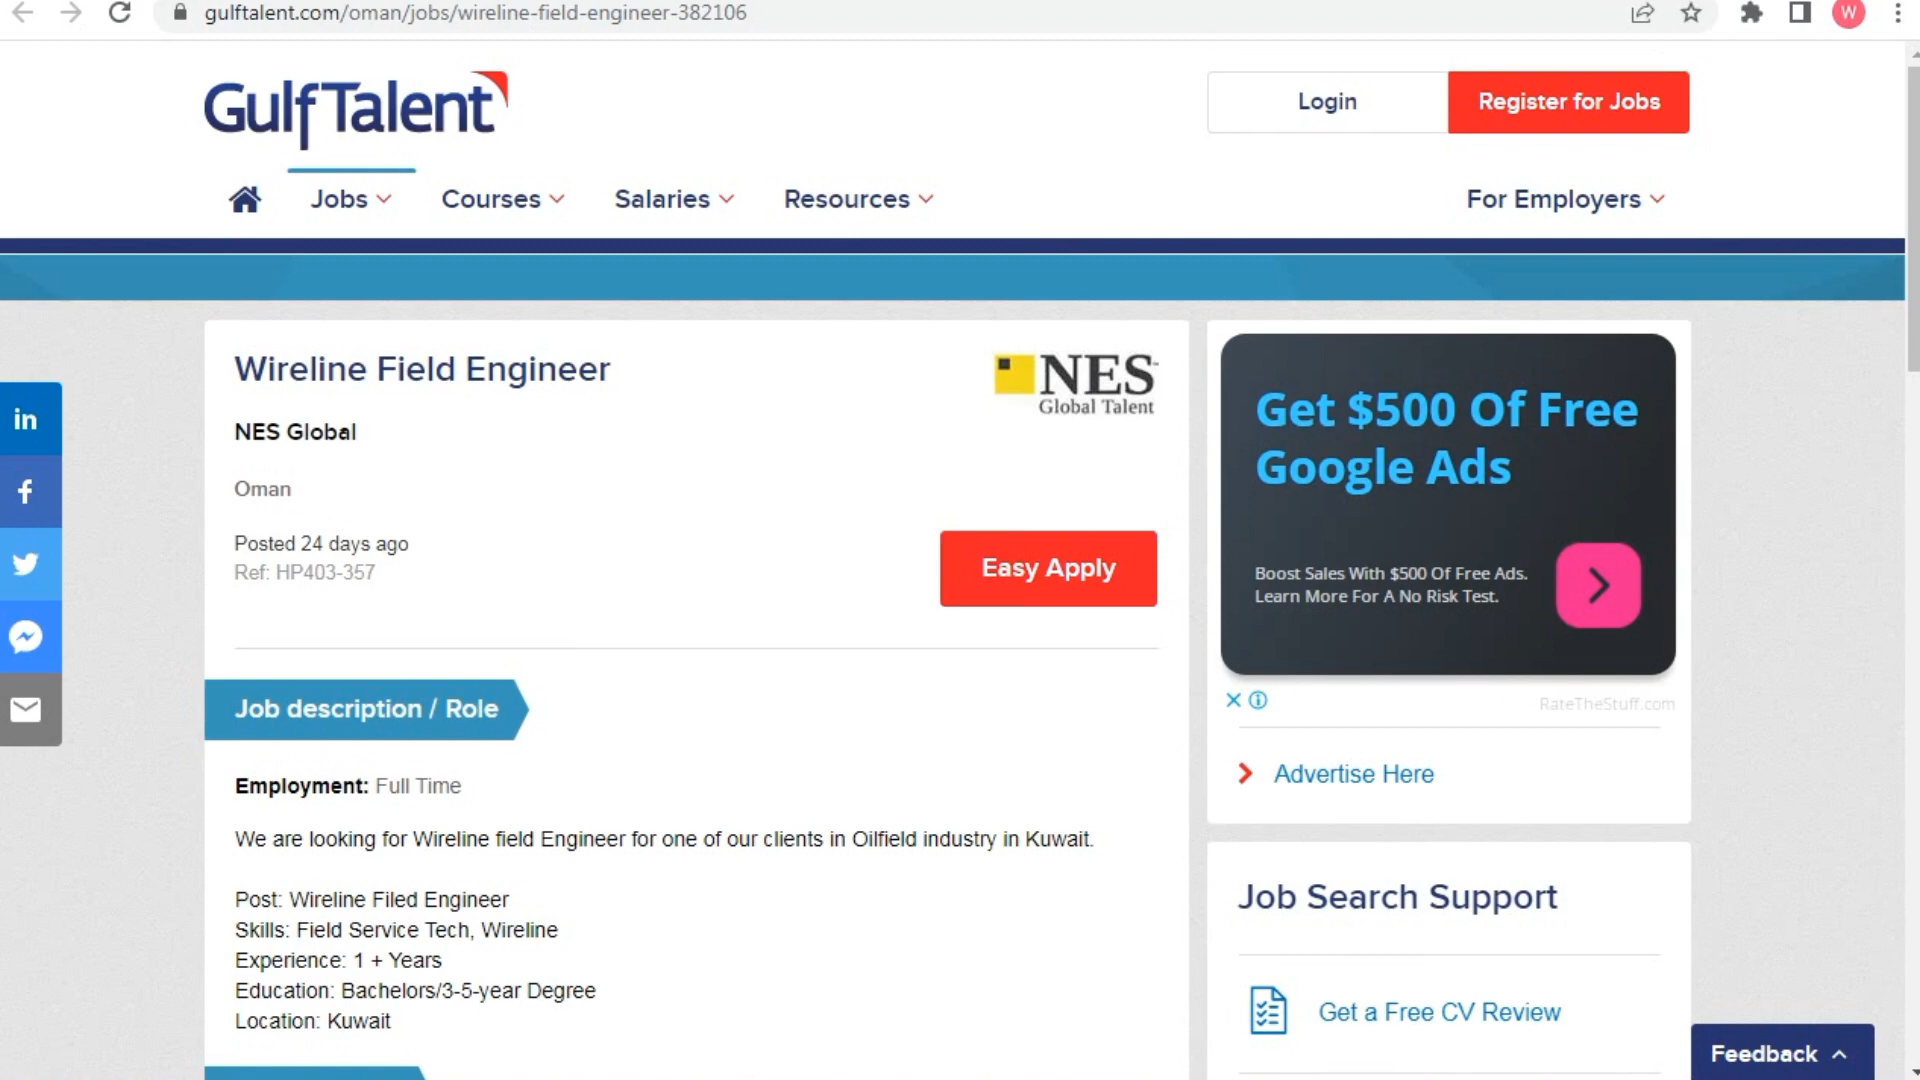 gulftalent.com/oman/jobs/wireline-field-engineer-382106
W
GulfTalent
Login
Register for Jobs
Jobs
Courses
Salaries
Resources
For Employers
Wireline Field Engineer
NES
Global Talent
NES Global
Oman
Posted 24 days ago
Ref: HP403-357
Easy Apply
in
f
Job description / Role
Employment: Full Time
We are looking for Wireline field Engineer for one of our clients in Oilfield industry in Kuwait.
Post: Wireline Filed Engineer
Skills: Field Service Tech, Wireline
Experience: 1 + Years
Education: Bachelors/3-5-year Degree
Location: Kuwait
Get $500 Of Free
Google Ads
Boost Sales With $500 Of Free Ads.
Learn More For A No Risk Test.
RateTheStuff.com
Advertise Here
Job Search Support
Get a Free CV Review
Feedback